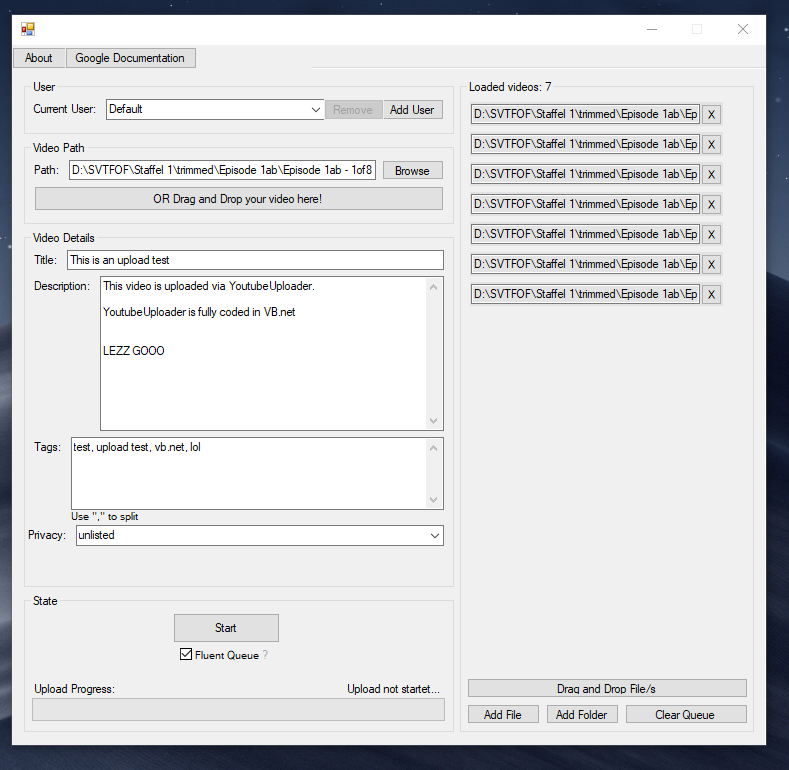 About Google Documentation
User
Current User: Default Remove Add User
Video Path
Path: D:\SVTFOF\Staffel 1\trimmed\Episode 1ab\Episode 1ab - 1of8 Browse
OR Drag and Drop your video here!
Video Details
Title: This is an upload test
Description: This video is uploaded via YoutubeUploader.
YoutubeUploader is fully coded in VB.net
LEZZ GOOO
Tags: test, upload test, vb.net, lol
Use "," to split
Privacy: unlisted
State
Start
Fluent Queue ?
Upload Progress: Upload not startet...
Loaded videos: 7
D:\SVTFOF\Staffel 1\trimmed\Episode 1ab\Ep X
D:\SVTFOF\Staffel 1\trimmed\Episode 1ab\Ep X
D:\SVTFOF\Staffel 1\trimmed\Episode 1ab\Ep X
D:\SVTFOF\Staffel 1\trimmed\Episode 1ab\Ep X
D:\SVTFOF\Staffel 1\trimmed\Episode 1ab\Ep X
D:\SVTFOF\Staffel 1\trimmed\Episode 1ab\Ep X
D:\SVTFOF\Staffel 1\trimmed\Episode 1ab\Ep X
Drag and Drop File/s
Add File Add Folder Clear Queue